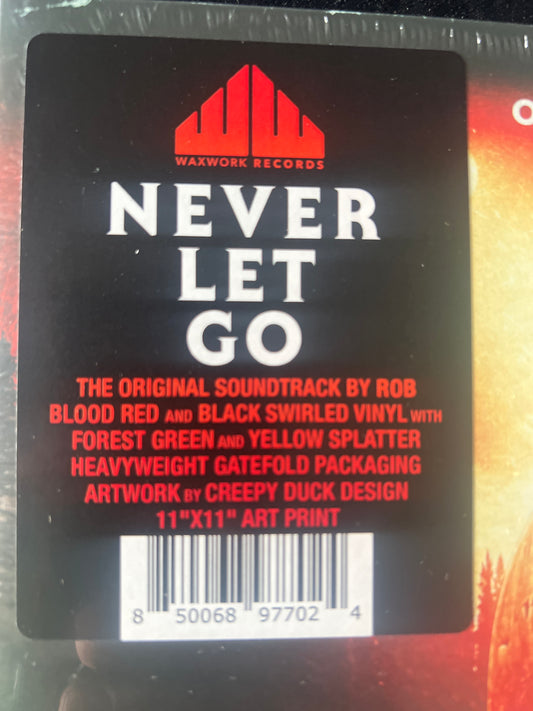 WAXWORK RECORDS
NEVER
LET
GO
THE ORIGINAL SOUNDTRACK BY ROB
BLOOD RED AND BLACK SWIRLED VINYL WITH
FOREST GREEN AND YELLOW SPLATTER
HEAVYWEIGHT GATEFOLD PACKAGING
ARTWORK BY CREEPY DUCK DESIGN
11"X11" ART PRINT
8 50068 97702 4
O